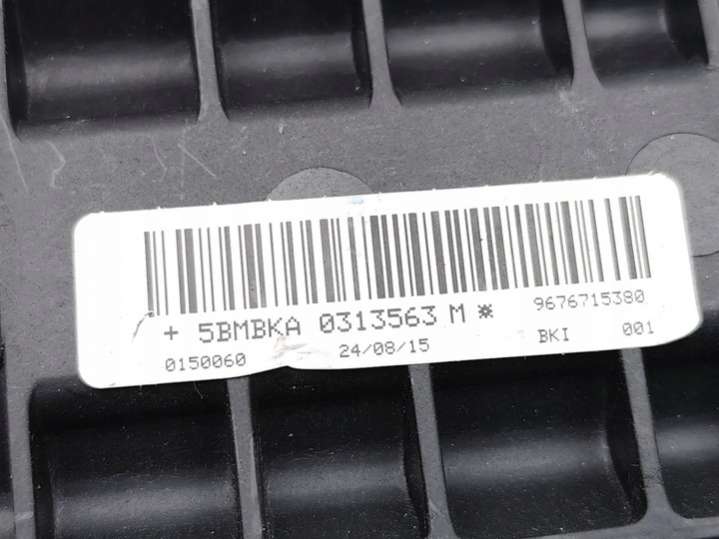 + 5BMBKA 0313563 M ※ 9676715380
0150060 24/08/15 BKI 001